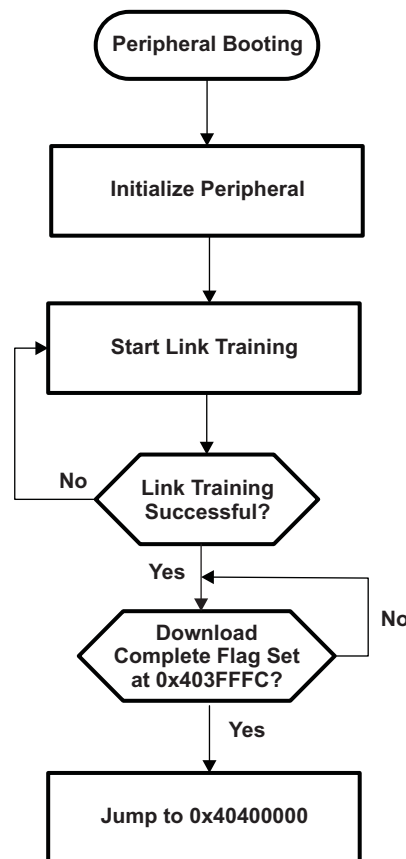 Peripheral Booting
Initialize Peripheral
Start Link Training
No
Link Training
Successful?
Yes
No
Download
Complete Flag Set
at 0x403FFFC?
Yes
Jump to 0x40400000